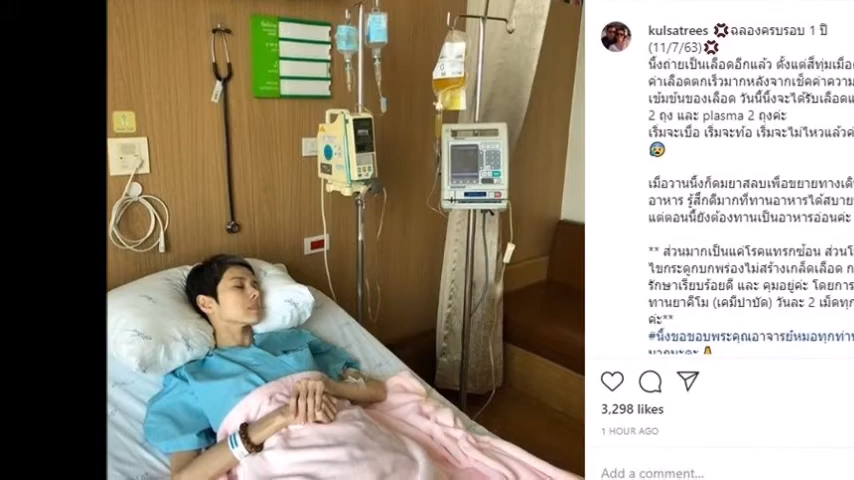 kulsatrees 💢ฉลองครบรอบ 1 ปี
(11/7/63)💢
นิ้งถ่ายเป็นเลือดอีกแล้ว ตั้งแต่สี่ทุ่มเมื่อ
ค่าเลือดตกเร็วมากหลังจากเช็คค่าความ
เข้มข้นของเลือด วันนี้นิ้งจะได้รับเลือด
2 ถุง และ plasma 2 ถุงค่ะ
เริ่มจะเบื่อ เริ่มจะท้อ เริ่มจะไม่ไหวแล้ว
😰
เมื่อวานนิ้งก็ดมยาสลบเพื่อขยายทางเดิ
อาหาร รู้สึกดีมากที่ทานอาหารได้สบาย
แต่ตอนนี้ยังต้องทานเป็นอาหารอ่อนค่ะ
** ส่วนมากเป็นแค่โรคแทรกซ้อน ส่วนโ
ไขกระดูกบกพร่องไม่สร้างเกล็ดเลือด ก
รักษาเรียบร้อยดี และ คุมอยู่ค่ะ โดยการ
ทานยาคีโม (เคมีบำบัด) วันละ 2 เม็ดทุก
ค่ะ**
#นิ้งขอขอบพระคุณอาจารย์หมอทุกท่าน
มากนะคะ🙏
3,298 likes
1 HOUR AGO
Add a comment...